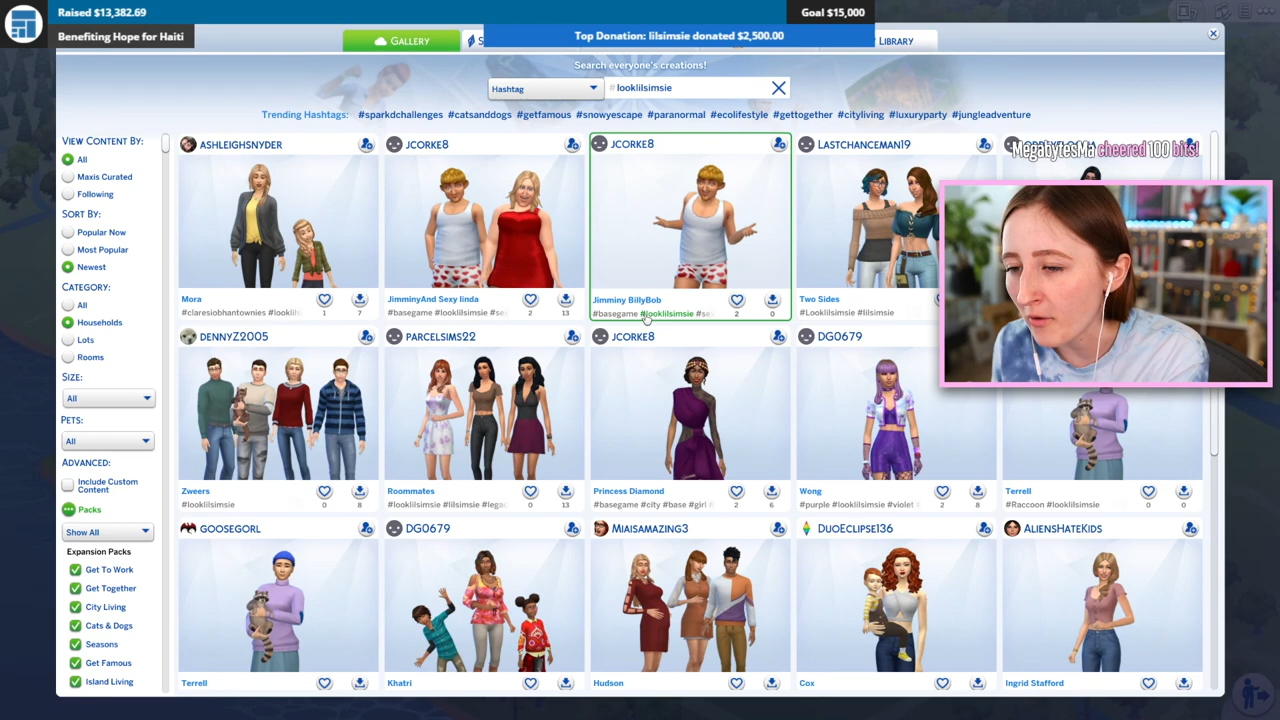 Raised $13,382.69
Goal $15,000
Benefiting Hope for Haiti
Top Donation: lilsimsie donated $2,500.00
GALLERY
LIBRARY
Search everyone's creations!
Hashtag
# looklilsimsie
Trending Hashtags: #sparkdchallenges #catsanddogs #getfamous #snowyescape #paranormal #ecolifestyle #gettogether #cityliving #luxuryparty #jungleadventure
MegabytesMa cheered 100 bits!
VIEW CONTENT BY:
All
Maxis Curated
Following
SORT BY:
Popular Now
Most Popular
Newest
CATEGORY:
All
Households
Lots
Rooms
SIZE:
All
PETS:
All
ADVANCED:
Include Custom
Content
Packs
Show All
Expansion Packs
Get To Work
Get Together
City Living
Cats & Dogs
Seasons
Get Famous
Island Living
ASHLEIGHSNYDER
JCORKE8
JCORKE8
LASTCHANCEMAN19
Mora
1 7
#claresiobhantownies #looklils
JimminyAnd Sexy linda
2 13
#basegame #looklilsimsie #se
Jimminy BillyBob
2 0
#basegame #looklilsimsie #se
Two Sides
#Looklilsimsie #lilsimsie
DENNYZ2005
PARCELSIMS22
JCORKE8
DG0679
Zweers
0 8
#looklilsimsie
Roommates
0 13
#looklilsimsie #lilsimsie #lega
Princess Diamond
2 6
#basegame #city #base #girl #
Wong
2 8
#purple #looklilsimsie #violet
Terrell
0 0
#Raccoon #looklilsimsie
GOOSEGORL
DG0679
MIAISAMAZING3
DUOECLIPSE136
ALIENSHATEKIDS
Terrell
Khatri
Hudson
Cox
Ingrid Stafford